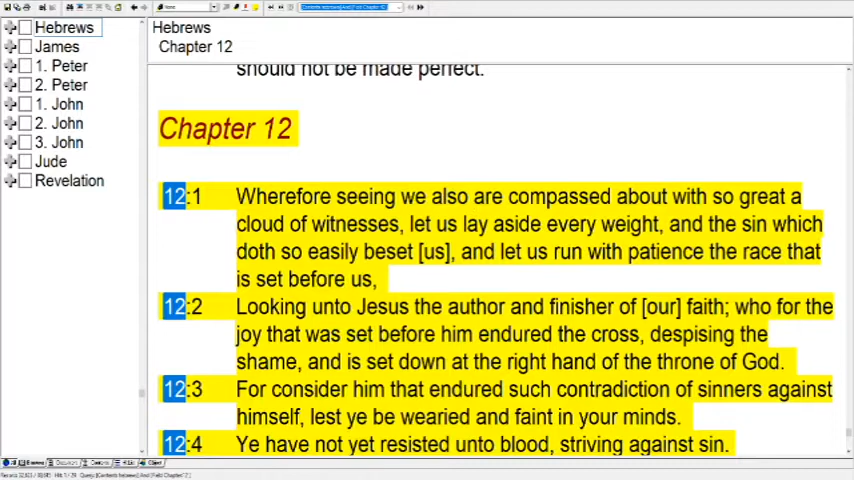 None
[Contents hebrews] And [Field Chapter 12
Hebrews
James
1. Peter
2. Peter
1. John
2. John
3. John
Jude
Revelation
Hebrews
Chapter 12
should not be made perfect.
Chapter 12
12:1 Wherefore seeing we also are compassed about with so great a
cloud of witnesses, let us lay aside every weight, and the sin which
doth so easily beset [us], and let us run with patience the race that
is set before us,
12:2 Looking unto Jesus the author and finisher of [our] faith; who for the
joy that was set before him endured the cross, despising the
shame, and is set down at the right hand of the throne of God.
12:3 For consider him that endured such contradiction of sinners against
himself, lest ye be wearied and faint in your minds.
12:4 Ye have not yet resisted unto blood, striving against sin.